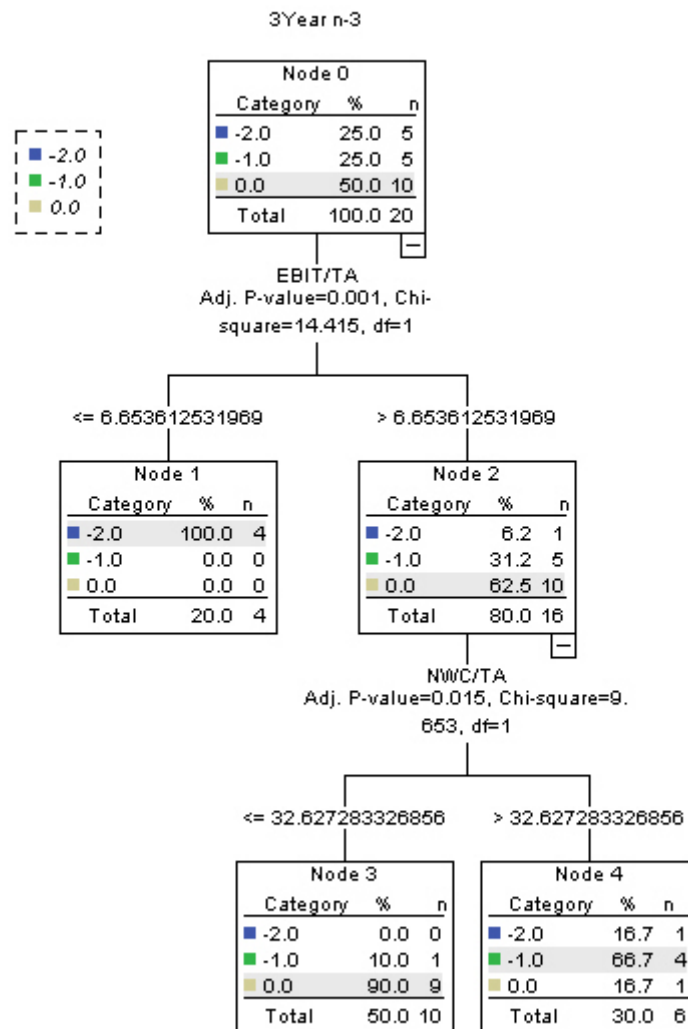 3Year n-3
-2.0
-1.0
0.0
Node 0
Category % n
-2.0 25.0 5
-1.0 25.0 5
0.0 50.0 10
Total 100.0 20
EBIT/TA
Adj. P-value=0.001, Chi-
square=14.415, df=1
<= 6.653612531969 > 6.653612531969
Node 1
Category % n
-2.0 100.0 4
-1.0 0.0 0
0.0 0.0 0
Total 20.0 4
Node 2
Category % n
-2.0 6.2 1
-1.0 31.2 5
0.0 62.5 10
Total 80.0 16
NWC/TA
Adj. P-value=0.015, Chi-square=9.
653, df=1
<= 32.627283326856 > 32.627283326856
Node 3
Category % n
-2.0 0.0 0
-1.0 10.0 1
0.0 90.0 9
Total 50.0 10
Node 4
Category % n
-2.0 16.7 1
-1.0 66.7 4
0.0 16.7 1
Total 30.0 6